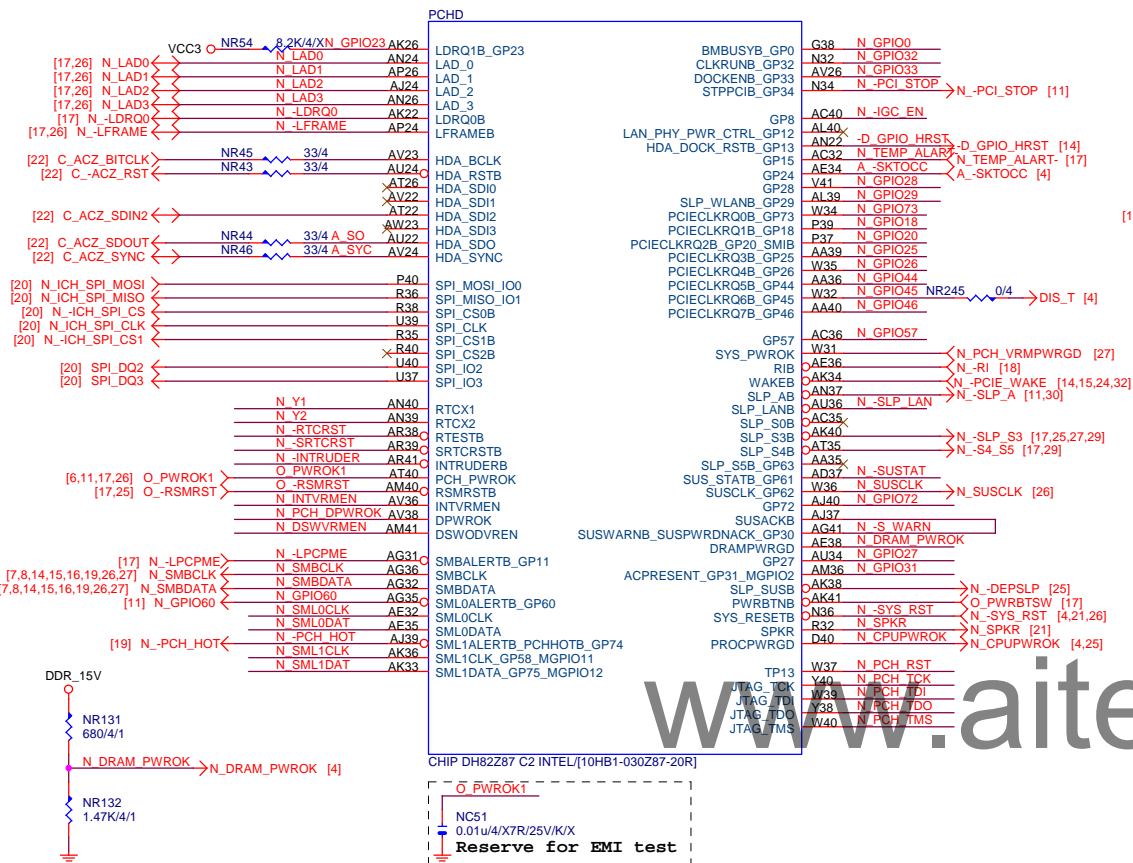 PCHD
VCC3 NR54 8.2K/4/X N_GPIO23 AK26 LDRQ1B_GP23
[17,26] N_LAD0 N_LAD0 AN24 LAD_0
[17,26] N_LAD1 N_LAD1 AP26 LAD_1
[17,26] N_LAD2 N_LAD2 AJ24 LAD_2
[17,26] N_LAD3 N_LAD3 AN26 LAD_3
[17] N_-LDRQ0 N_-LDRQ0 AK22 LDRQ0B
[17,26] N_-LFRAME N_-LFRAME AP24 LFRAMEB
[22] C_ACZ_BITCLK NR45 33/4 AV23 HDA_BCLK
[22] C_-ACZ_RST NR43 33/4 AU24 HDA_RSTB
AT26 HDA_SDI0
AV22 HDA_SDI1
[22] C_ACZ_SDIN2 AT22 HDA_SDI2
AW23 HDA_SDI3
[22] C_ACZ_SDOUT NR44 33/4 A_SO AU22 HDA_SDO
[22] C_ACZ_SYNC NR46 33/4 A_SYC AV24 HDA_SYNC
[20] N_ICH_SPI_MOSI P40 SPI_MOSI_IO0
[20] N_ICH_SPI_MISO R36 SPI_MISO_IO1
[20] N_-ICH_SPI_CS R38 SPI_CS0B
[20] N_ICH_SPI_CLK U39 SPI_CLK
[20] N_-ICH_SPI_CS1 R35 SPI_CS1B
R40 SPI_CS2B
[20] SPI_DQ2 U40 SPI_IO2
[20] SPI_DQ3 U37 SPI_IO3
N_Y1 AN40 RTCX1
N_Y2 AN39 RTCX2
N_-RTCRST AR38 RTESTB
N_-SRTCRST AR39 SRTCRSTB
N_-INTRUDER AR41 INTRUDERB
[6,11,17,26] O_PWROK1 O_PWROK1 AT40 PCH_PWROK
[17,25] O_-RSMRST O_-RSMRST AM40 RSMRSTB
N_INTVRMEN AV36 INTVRMEN
N_PCH_DPWROK AV38 DPWROK
N_DSWVRMEN AM41 DSWODVREN
[17] N_-LPCPME N_-LPCPME AG31 SMBALERTB_GP11
[7,8,14,15,16,19,26,27] N_SMBCLK N_SMBCLK AG36 SMBCLK
[7,8,14,15,16,19,26,27] N_SMBDATA N_SMBDATA AG32 SMBDATA
[11] N_GPIO60 N_GPIO60 AG35 SML0ALERTB_GP60
N_SML0CLK AE32 SML0CLK
N_SML0DAT AE35 SML0DATA
[19] N_-PCH_HOT N_-PCH_HOT AJ39 SML1ALERTB_PCHHOTB_GP74
N_SML1CLK AK36 SML1CLK_GP58_MGPIO11
N_SML1DAT AK33 SML1DATA_GP75_MGPIO12
BMBUSYB_GP0 G38 N_GPIO0
CLKRUNB_GP32 N32 N_GPIO32
DOCKENB_GP33 AV26 N_GPIO33
STPPCIB_GP34 N34 N_-PCI_STOP N_-PCI_STOP [11]
GP8 AC40 N_-IGC_EN
LAN_PHY_PWR_CTRL_GP12 AL40
HDA_DOCK_RSTB_GP13 AN22 -D_GPIO_HRST -D_GPIO_HRST [14]
GP15 AC32 N_TEMP_ALART- N_TEMP_ALART- [17]
GP24 AE34 A_-SKTOCC A_-SKTOCC [4]
GP28 V41 N_GPIO28
SLP_WLANB_GP29 AL39 N_GPIO29
PCIECLKRQ0B_GP73 W34 N_GPIO73
PCIECLKRQ1B_GP18 P39 N_GPIO18
PCIECLKRQ2B_GP20_SMIB P37 N_GPIO20
PCIECLKRQ3B_GP25 AA39 N_GPIO25
PCIECLKRQ4B_GP26 W35 N_GPIO26
PCIECLKRQ5B_GP44 AA36 N_GPIO44
PCIECLKRQ6B_GP45 W32 N_GPIO45 NR245 0/4 DIS_T [4]
PCIECLKRQ7B_GP46 AA40 N_GPIO46
GP57 AC36 N_GPIO57
SYS_PWROK W31 N_PCH_VRMPWRGD [27]
RIB AE36 N_-RI [18]
WAKEB AK34 N_-PCIE_WAKE [14,15,24,32]
SLP_AB AN37 N_-SLP_A [11,30]
SLP_LANB AU36 N_-SLP_LAN
SLP_S0B AC35
SLP_S3B AK40 N_-SLP_S3 [17,25,27,29]
SLP_S4B AT35 N_-S4_S5 [17,29]
SLP_S5B_GP63 AA35
SUS_STATB_GP61 AD37 N_-SUSTAT
SUSCLK_GP62 W36 N_SUSCLK N_SUSCLK [26]
GP72 AJ40 N_GPIO72
SUSACKB AJ37
SUSWARNB_SUSPWRDNACK_GP30 AG41 N_-S_WARN
DRAMPWRGD AE38 N_DRAM_PWROK
GP27 AU34 N_GPIO27
ACPRESENT_GP31_MGPIO2 AM36 N_GPIO31
SLP_SUSB AK38 N_-DEPSLP [25]
PWRBTNB AK41 O_PWRBTSW [17]
SYS_RESETB N36 N_-SYS_RST N_-SYS_RST [4,21,26]
SPKR R32 N_SPKR N_SPKR [21]
PROCPWRGD D40 N_CPUPWROK N_CPUPWROK [4,25]
TP13 W37 N_PCH_RST
JTAG_TCK Y40 N_PCH_TCK
JTAG_TDI W39 N_PCH_TDI
JTAG_TDO Y38 N_PCH_TDO
JTAG_TMS W40 N_PCH_TMS
[1
www.aite
CHIP DH82Z87 C2 INTEL/[10HB1-030Z87-20R]
DDR_15V
NR131
680/4/1
N_DRAM_PWROK N_DRAM_PWROK [4]
NR132
1.47K/4/1
O_PWROK1
NC51
0.01u/4/X7R/25V/K/X
Reserve for EMI test